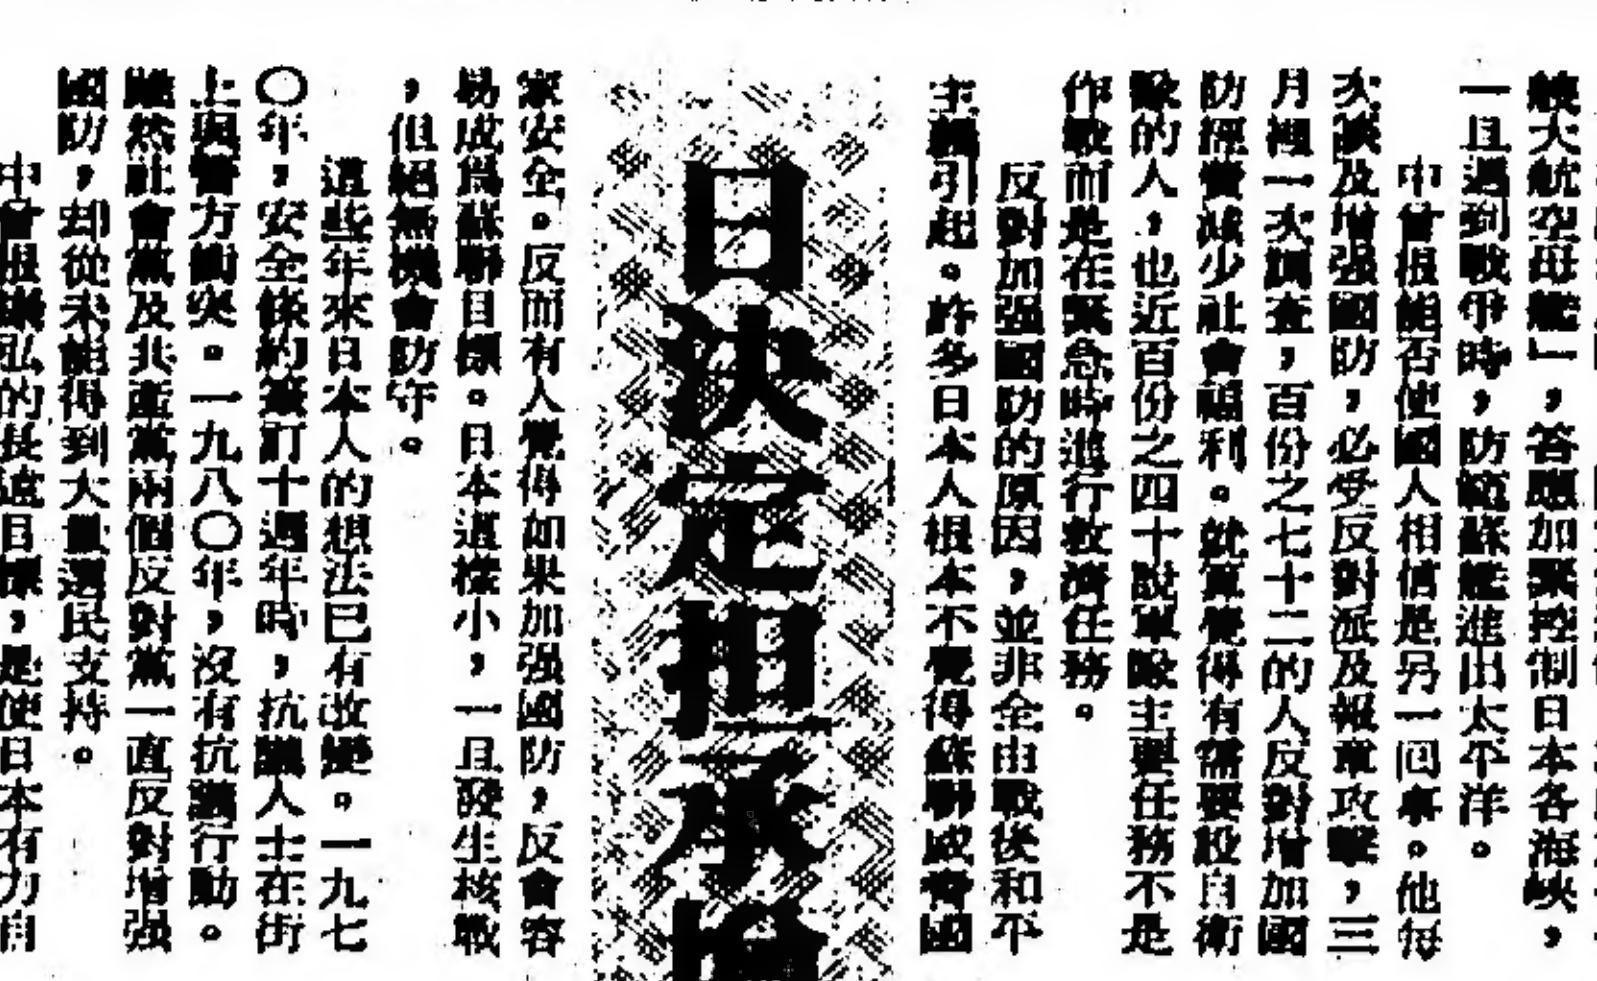 艘大航空母艦」，答應加緊控制日本各海峽，
一旦遇到戰爭時，防範蘇艦進出太平洋。
中曾根能否使國人相信是另一囘事。他每
次談及增强國防，必受反對派及報章攻擊，三
月裡一次調查，百份之七十二的人反對增加國
防經費減少社會福利。就算覺得有需要設自衛
隊的人，也近百份之四十說軍隊主要任務不是
作戰而是在緊急時進行救濟任務。
反對加强國防的原因，並非全由戰後和平
主義引起。許多日本人根本不覺得蘇聯威脅國
日決定担承
家安全。反而有人覺得如果加强國防，反會容
易成爲蘇聯目標。日本這樣小，一旦發生核戰
，但絕無機會防守。
這些年來日本人的想法已有改變。一九七
〇年，安全條約簽訂十週年時，抗議人士在街
上與警方衝突。一九八〇年，沒有抗議行動。
雖然社會黨及共產黨兩個反對黨一直反對增强
國防，却從未能得到大量選民支持。
中曾根康弘的長遠目標，是使日本有力自